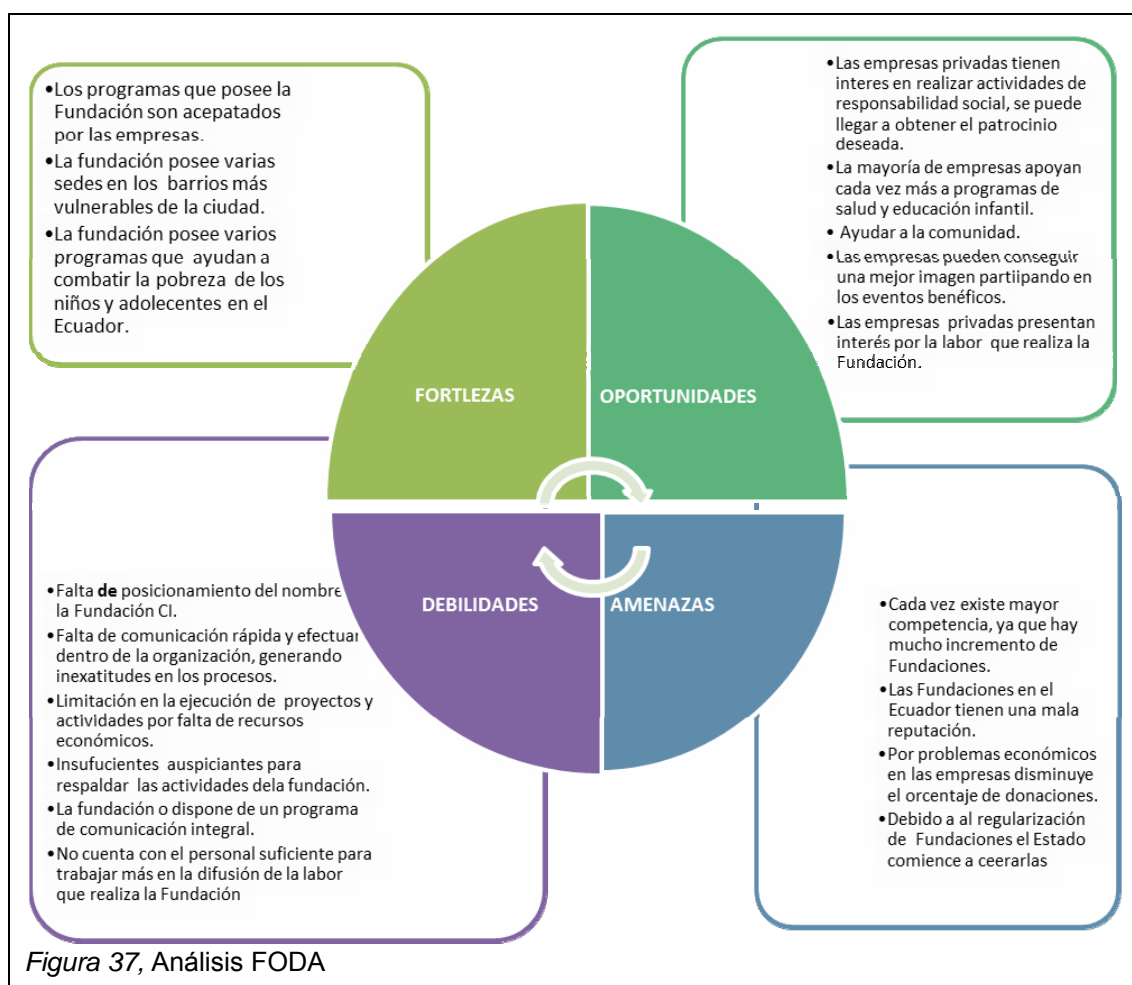 •Los programas que posee la
Fundación son acepatados
por las empresas.
•La fundación posee varias
sedes en los barrios más
vulnerables de la ciudad.
•La fundación posee varios
programas que ayudan a
combatir la pobreza de los
niños y adolecentes en el
Ecuador.
•Las empresas privadas tienen
interes en realizar actividades de
responsabilidad social, se puede
llegar a obtener el patrocinio
deseada.
•La mayoría de empresas apoyan
cada vez más a programas de
salud y educación infantil.
• Ayudar a la comunidad.
•Las empresas pueden conseguir
una mejor imagen partiipando en
los eventos benéficos.
•Las empresas privadas presentan
interés por la labor que realiza la
Fundación.
FORTLEZAS
OPORTUNIDADES
DEBILIDADES
AMENAZAS
•Falta de posicionamiento del nombre
la Fundación CI.
•Falta de comunicación rápida y efectuar
dentro de la organización, generando
inexatitudes en los procesos.
•Limitación en la ejecución de proyectos y
actividades por falta de recursos
económicos.
•Insufucientes auspiciantes para
respaldar las actividades dela fundación.
•La fundación o dispone de un programa
de comunicación integral.
•No cuenta con el personal suficiente para
trabajar más en la difusión de la labor
que realiza la Fundación
•Cada vez existe mayor
competencia, ya que hay
mucho incremento de
Fundaciones.
•Las Fundaciones en el
Ecuador tienen una mala
reputación.
•Por problemas económicos
en las empresas disminuye
el orcentaje de donaciones.
•Debido a al regularización
de Fundaciones el Estado
comience a ceerarlas
Figura 37, Análisis FODA